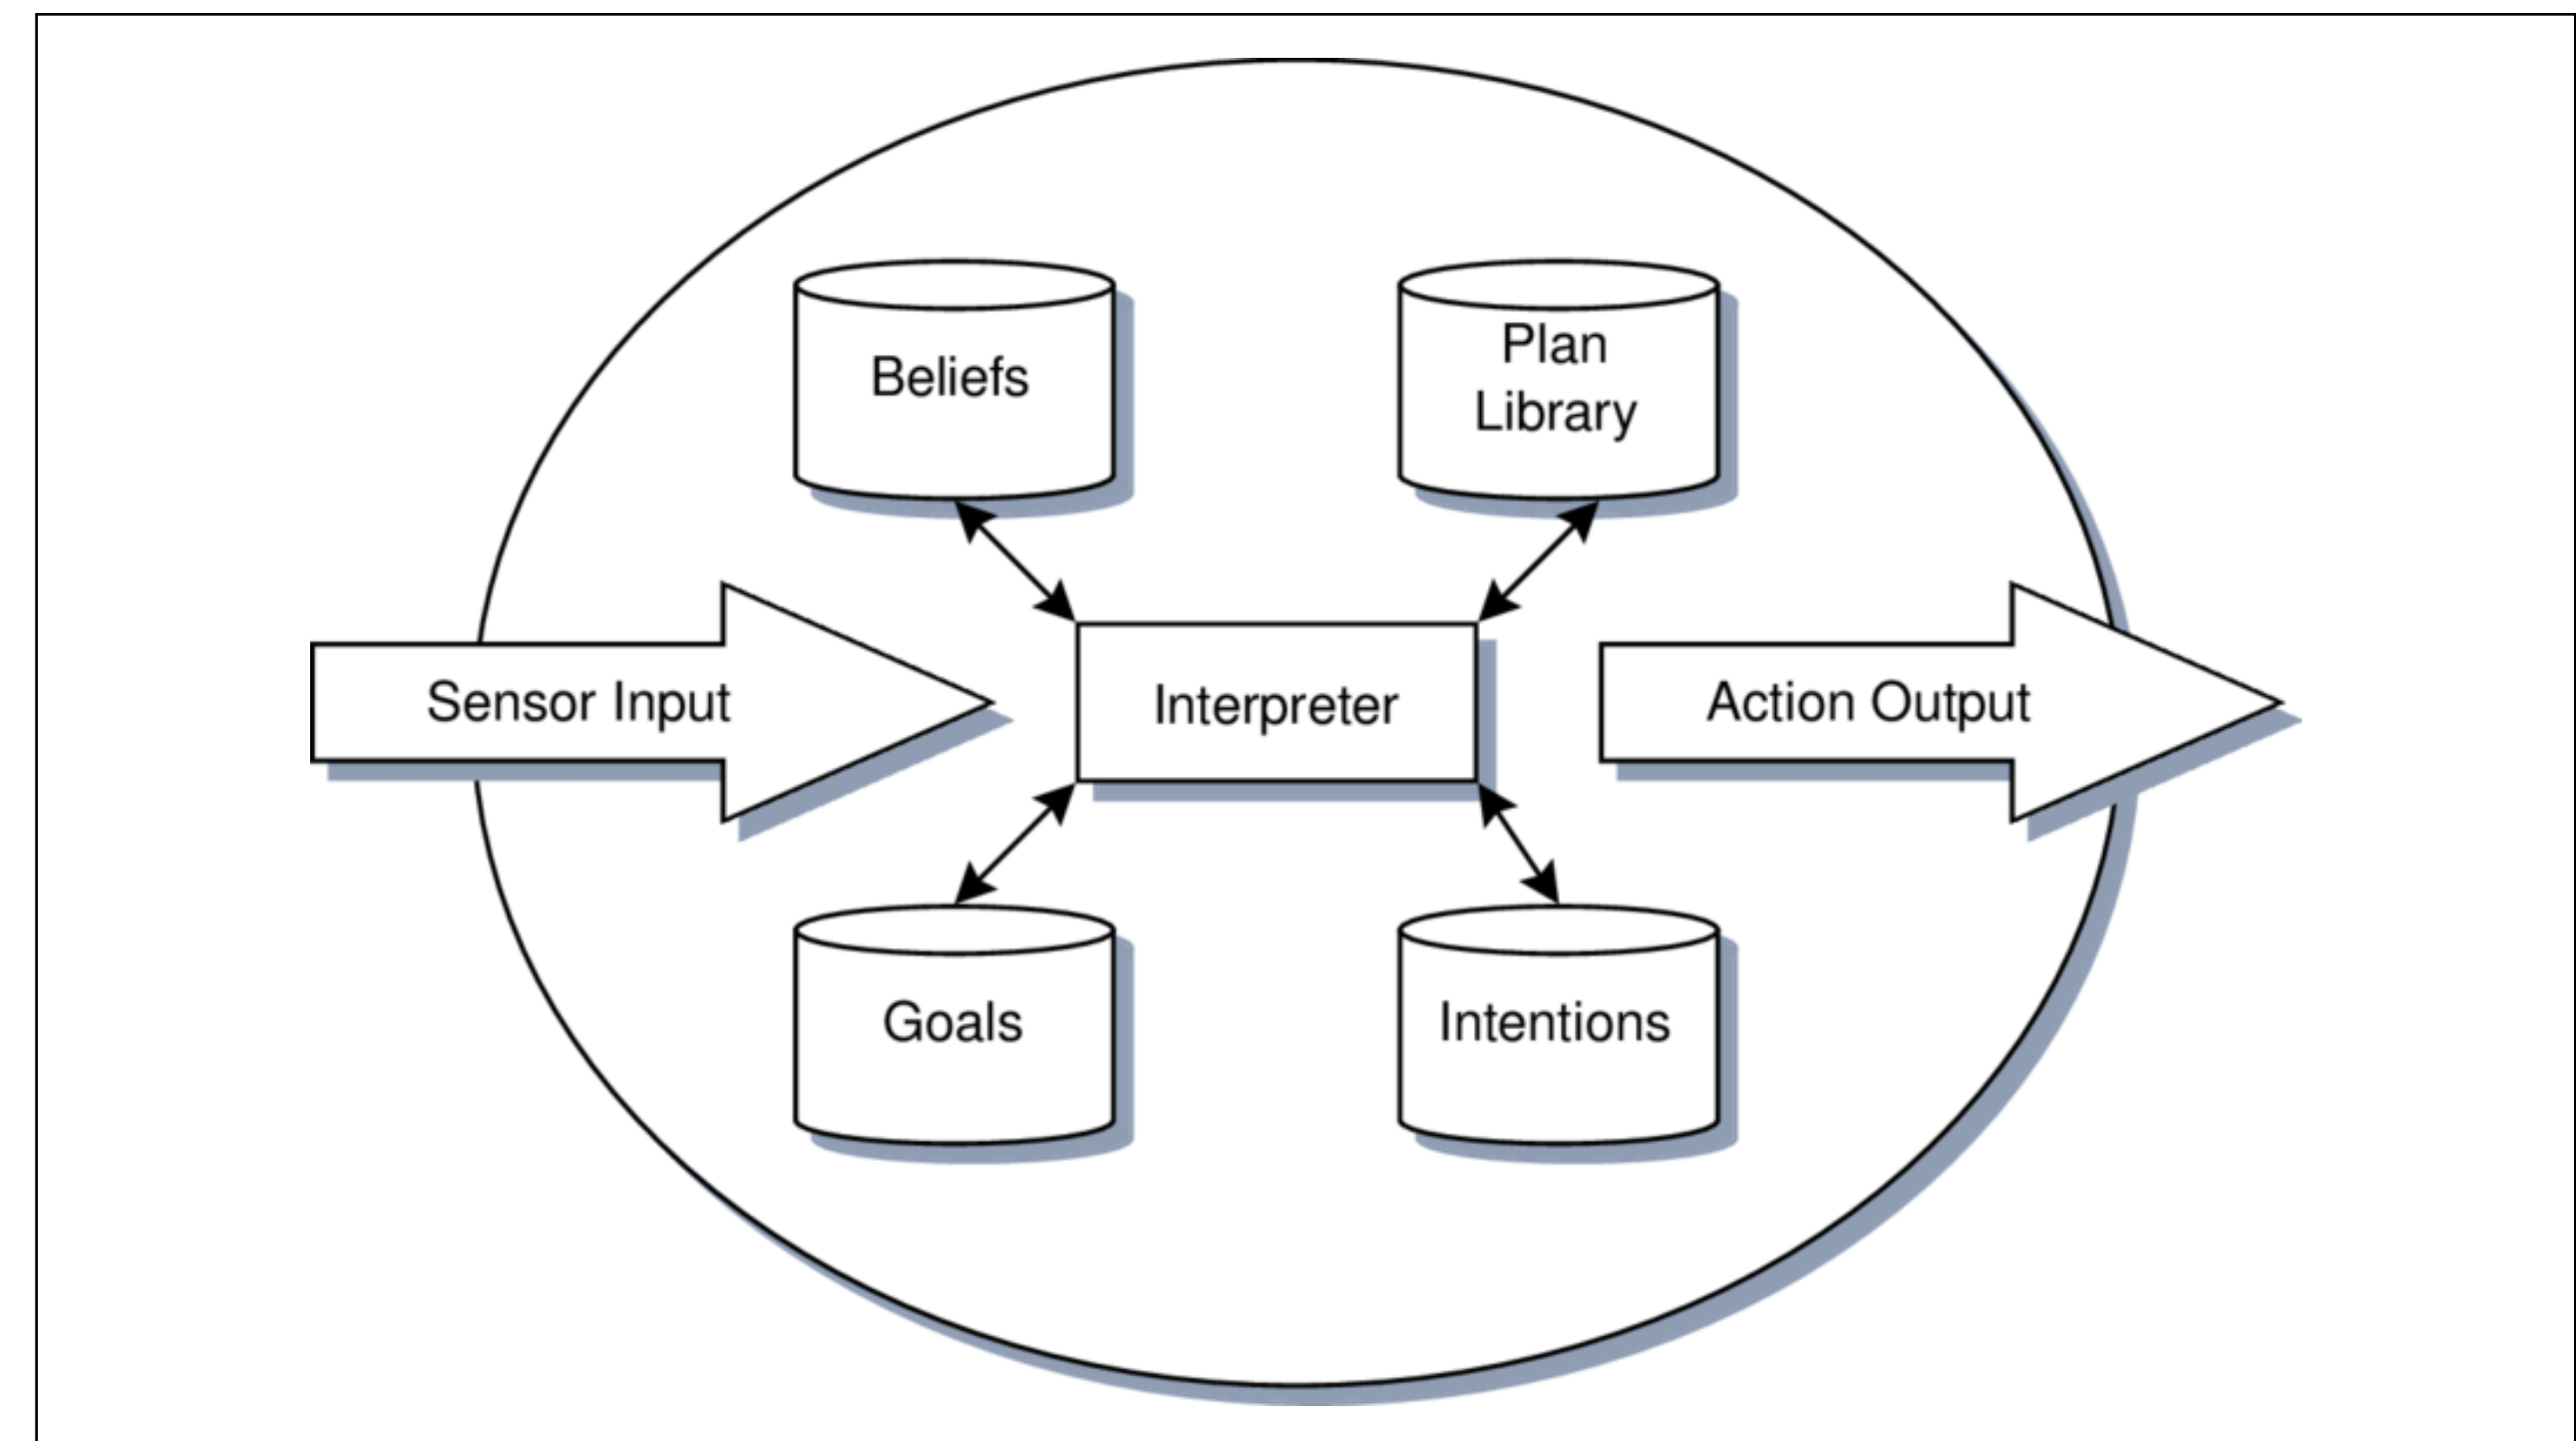 Beliefs
Plan
Library
Sensor Input
Interpreter
Action Output
Goals
Intentions